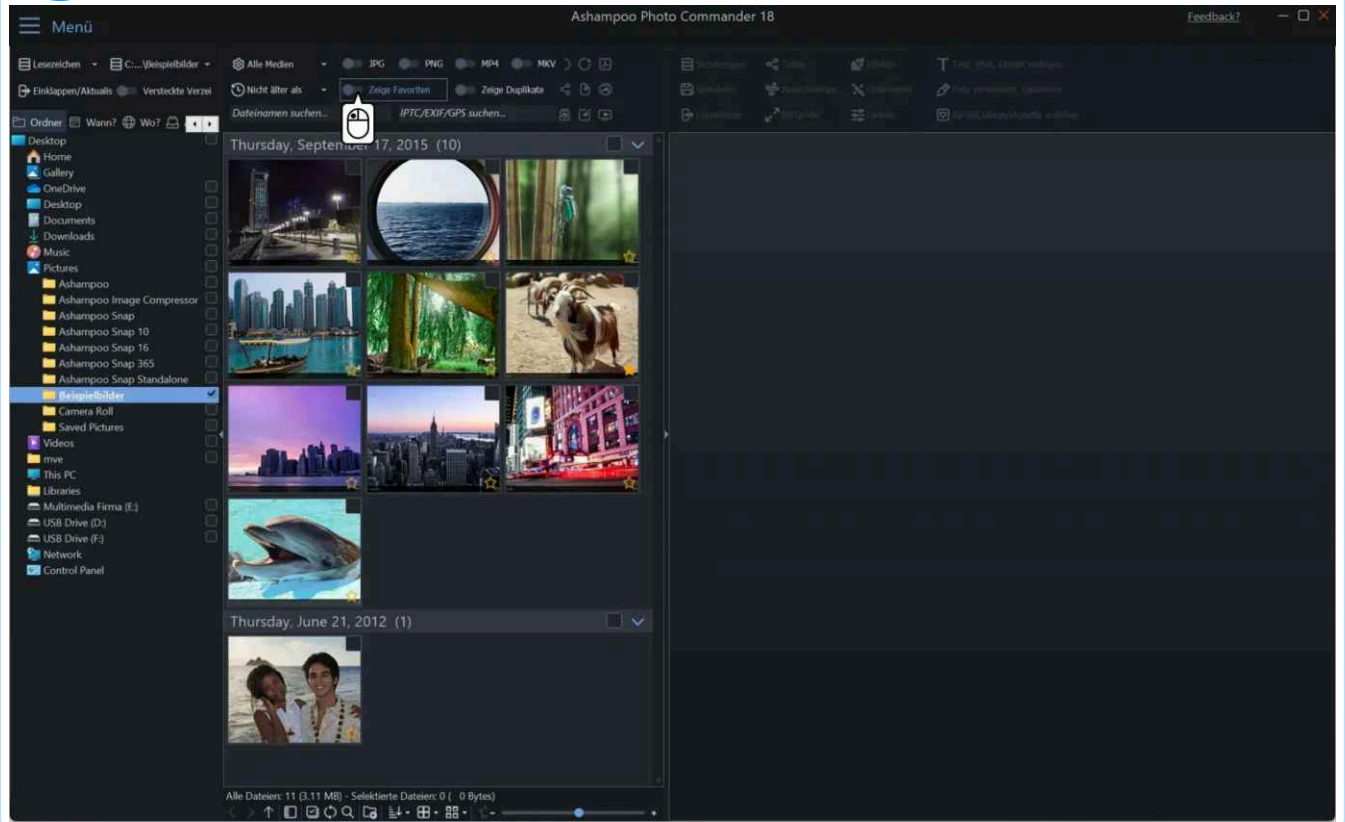 Ashampoo Photo Commander 18
Feedback?
Menü
Lesezeichen
C:...\Beispielbilder
Alle Medien
JPG
PNG
MP4
MKV
Einklappen/Aktualis
Versteckte Verzei
Nicht älter als
Zeige Favoriten
Zeige Duplikate
Dateinamen suchen...
IPTC/EXIF/GPS suchen...
Ordner
Wann?
Wo?
Desktop
Home
Gallery
OneDrive
Desktop
Documents
Downloads
Music
Pictures
Ashampoo
Ashampoo Image Compressor
Ashampoo Snap
Ashampoo Snap 10
Ashampoo Snap 16
Ashampoo Snap 365
Ashampoo Snap Standalone
Beispielbilder
Camera Roll
Saved Pictures
Videos
mve
This PC
Libraries
Multimedia Firma (E:)
USB Drive (D:)
USB Drive (F:)
Network
Control Panel
Thursday, September 17, 2015 (10)
Thursday, June 21, 2012 (1)
Alle Dateien: 11 (3.11 MB) - Selektierte Dateien: 0 ( 0 Bytes)